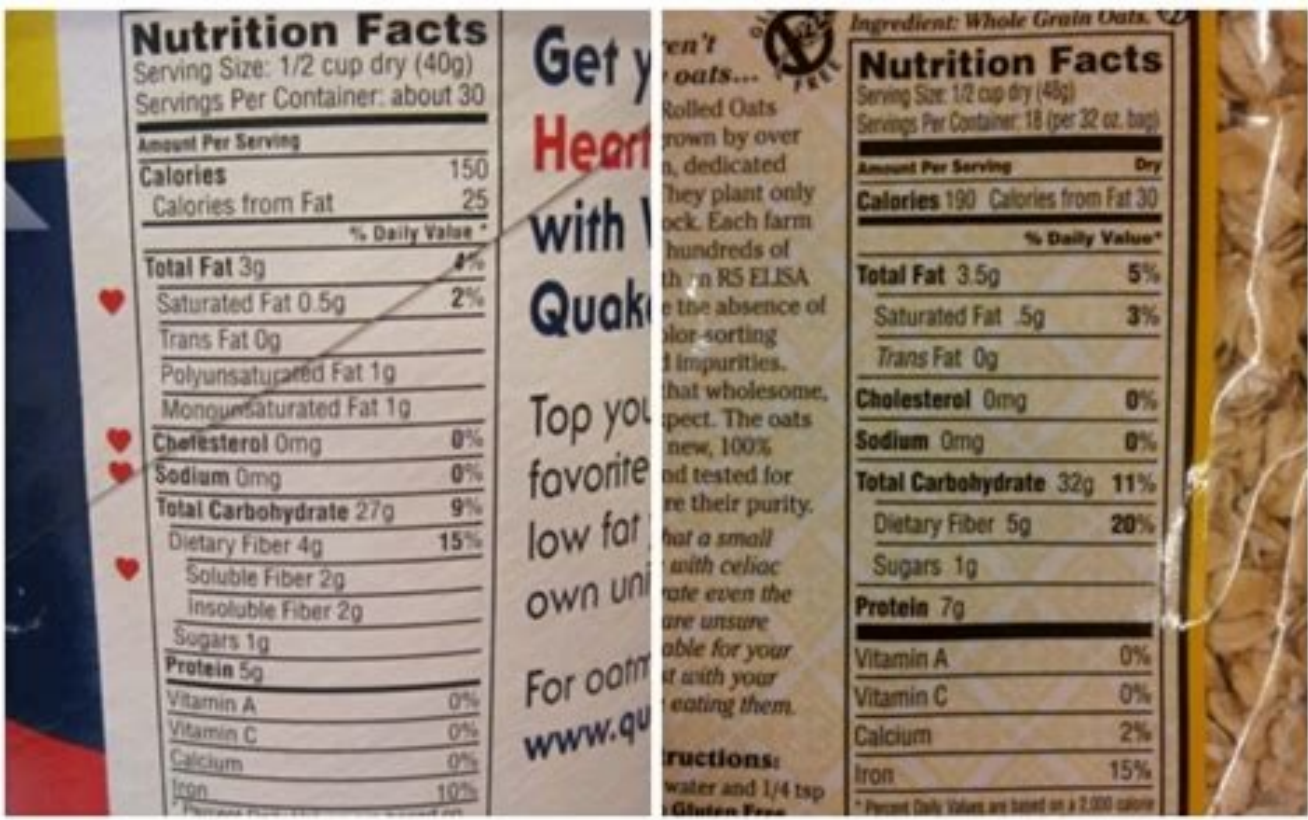 Nutrition Facts
Serving Size: 1/2 cup dry (40g)
Servings Per Container: about 30
Amount Per Serving
Calories 150
Calories from Fat 25
% Daily Value *
Total Fat 3g 4%
Saturated Fat 0.5g 2%
Trans Fat 0g
Polyunsaturated Fat 1g
Monounsaturated Fat 1g
Cholesterol 0mg 0%
Sodium 0mg 0%
Total Carbohydrate 27g 9%
Dietary Fiber 4g 15%
Soluble Fiber 2g
Insoluble Fiber 2g
Sugars 1g
Protein 5g
Vitamin A 0%
Vitamin C 0%
Calcium 0%
Iron 10%
Get y
Heart
with
Quak
Top you
favorite
low fat
own uni
For oatm
www.qu
en't
oats...
Rolled Oats
rown by over
, dedicated
hey plant only
ock. Each farm
hundreds of
th n R5 ELISA
e the absence of
lor-sorting
impurities.
hat wholesome,
pect. The oats
new, 100%
nd tested for
re their purity.
hat a small
with celiac
rate even the
are unsure
able for your
st with your
eating them.
ructions:
water and 1/4 tsp
Gluten Free
FREE
Ingredient: Whole Grain Oats.
Nutrition Facts
Serving Size: 1/2 cup dry (48g)
Servings Per Container: 18 (per 32 oz. bag)
Amount Per Serving Dry
Calories 190 Calories from Fat 30
% Daily Value*
Total Fat 3.5g 5%
Saturated Fat .5g 3%
Trans Fat 0g
Cholesterol 0mg 0%
Sodium 0mg 0%
Total Carbohydrate 32g 11%
Dietary Fiber 5g 20%
Sugars 1g
Protein 7g
Vitamin A 0%
Vitamin C 0%
Calcium 2%
Iron 15%
* Percent Daily Values are based on a 2,000 calorie